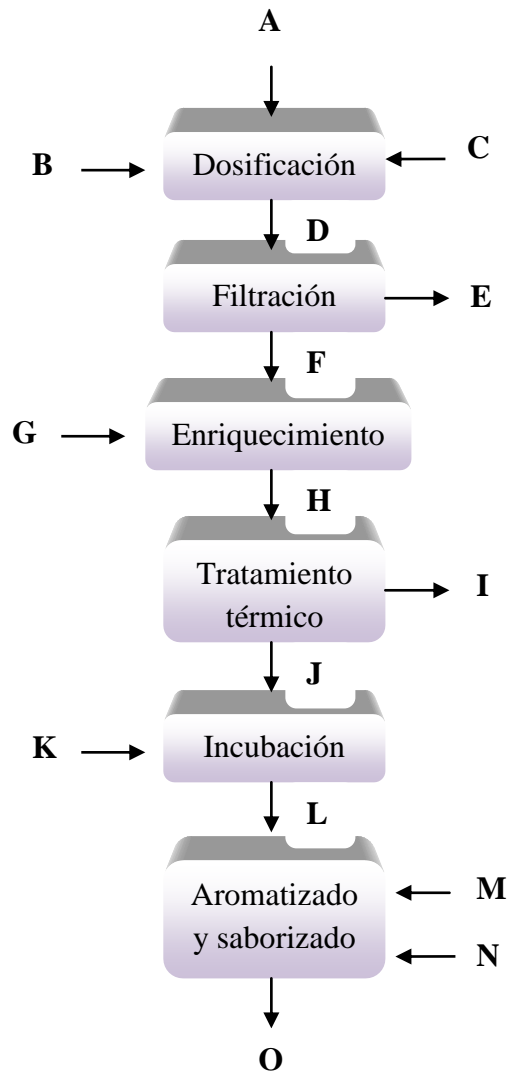 A
B
Dosificación
C
D
Filtración
E
F
G
Enriquecimiento
H
Tratamiento
térmico
I
J
K
Incubación
L
Aromatizado
y saborizado
M
N
O